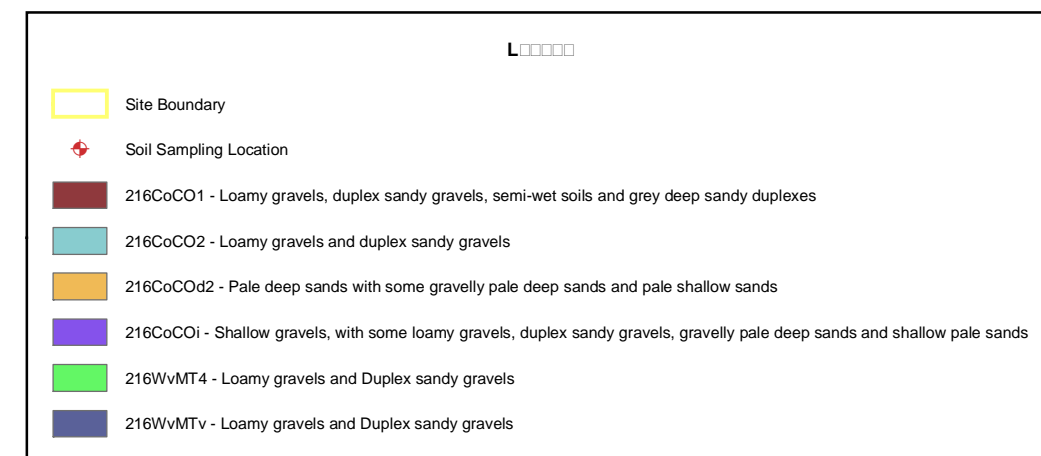 Site Boundary
Soil Sampling Location
216CoCO1 - Loamy gravels, duplex sandy gravels, semi-wet soils and grey deep sandy duplexes
216CoCO2 - Loamy gravels and duplex sandy gravels
216CoCOd2 - Pale deep sands with some gravelly pale deep sands and pale shallow sands
216CoCOi - Shallow gravels, with some loamy gravels, duplex sandy gravels, gravelly pale deep sands and shallow pale sands
216WvMT4 - Loamy gravels and Duplex sandy gravels
216WvMTv - Loamy gravels and Duplex sandy gravels